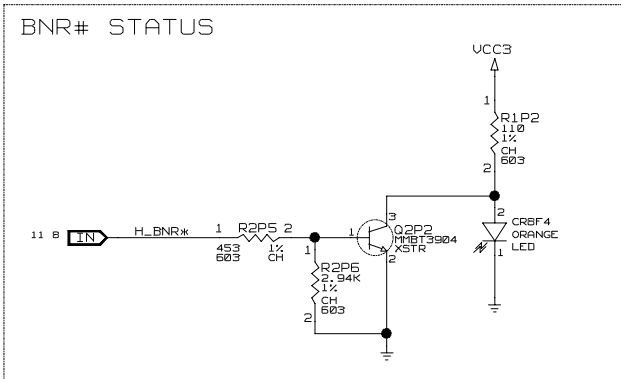 BNR# STATUS
VCC3
1
R1P2
110
1%
CH
603
2
11 8 IN H_BNR* 1 R2P5 2
453 1%
603 CH
1
R2P6
2.94K
1%
CH
603
2
1
3
Q2P2
MMBT3904
XSTR
2
2
CR8F4
ORANGE
LED
1